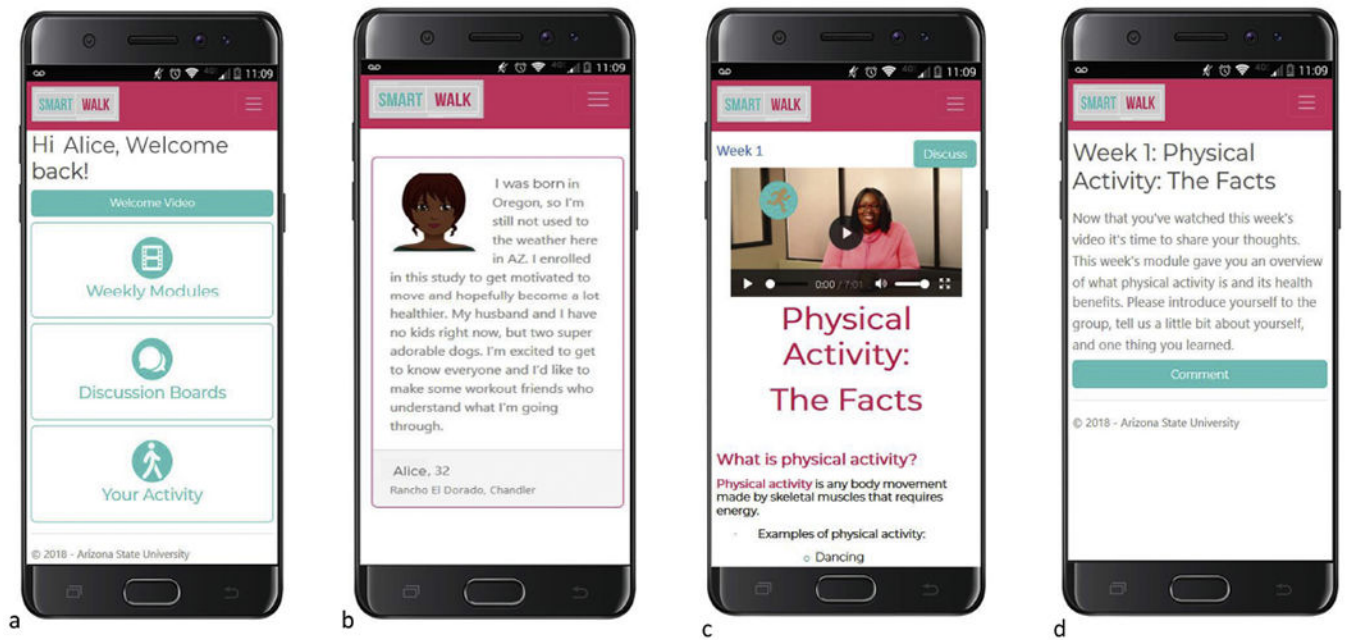 11:09
SMART WALK
Hi Alice, Welcome
back!
Welcome Video
Weekly Modules
Discussion Boards
Your Activity
© 2018 - Arizona State University
a
11:09
SMART WALK
I was born in
Oregon, so I'm
still not used to
the weather here
in AZ. I enrolled
in this study to get motivated to
move and hopefully become a lot
healthier. My husband and I have
no kids right now, but two super
adorable dogs. I'm excited to get
to know everyone and I'd like to
make some workout friends who
understand what I'm going
through.
Alice, 32
Rancho El Dorado, Chandler
b
11:09
SMART WALK
Week 1
Discuss
0:00 / 7:01
Physical
Activity:
The Facts
What is physical activity?
Physical activity is any body movement
made by skeletal muscles that requires
energy.
Examples of physical activity:
Dancing
c
11:09
SMART WALK
Week 1: Physical
Activity: The Facts
Now that you've watched this week's
video it's time to share your thoughts.
This week's module gave you an overview
of what physical activity is and its health
benefits. Please introduce yourself to the
group, tell us a little bit about yourself,
and one thing you learned.
Comment
© 2018 - Arizona State University
d